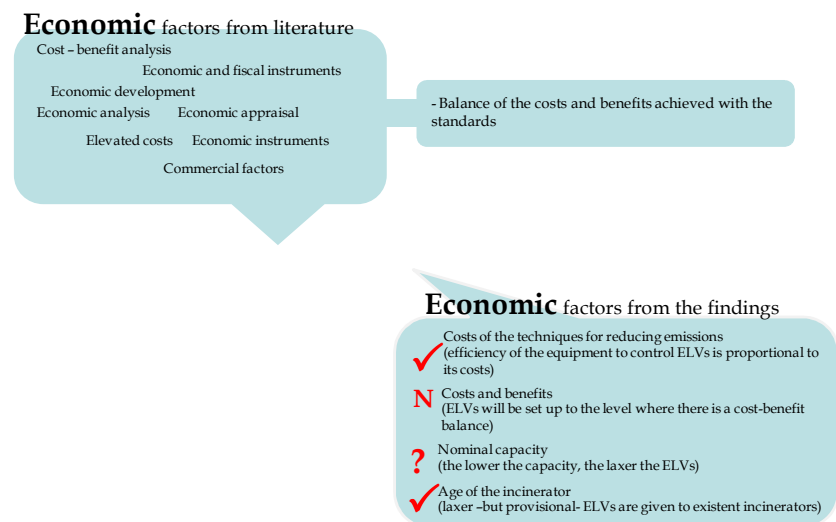 Economic factors from literature
Cost – benefit analysis
Economic and fiscal instruments
Economic development
Economic analysis Economic appraisal
Elevated costs Economic instruments
Commercial factors
- Balance of the costs and benefits achieved with the
standards
Economic factors from the findings
Costs of the techniques for reducing emissions
(efficiency of the equipment to control ELVs is proportional to
its costs)
N Costs and benefits
(ELVs will be set up to the level where there is a cost-benefit
balance)
? Nominal capacity
(the lower the capacity, the laxer the ELVs)
Age of the incinerator
(laxer –but provisional- ELVs are given to existent incinerators)